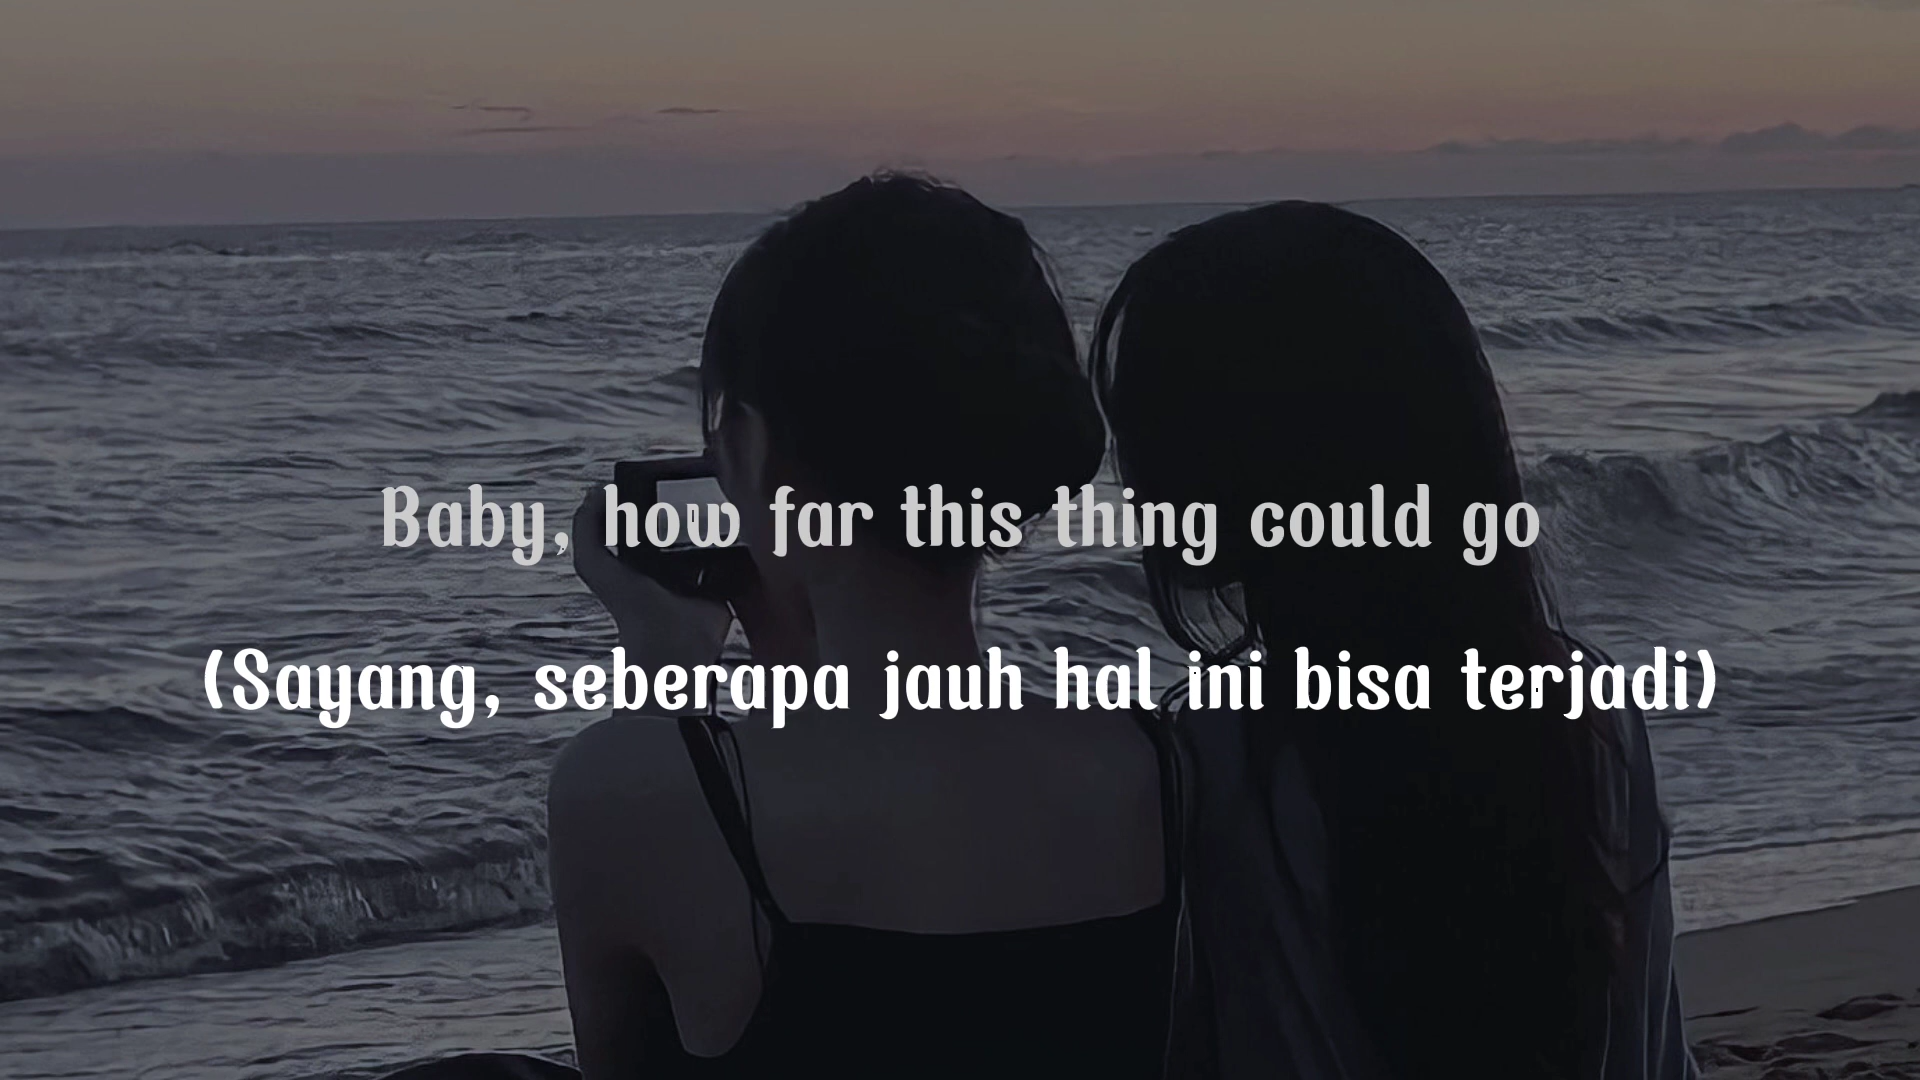 Baby, how far this thing could go
(Sayang, seberapa jauh hal ini bisa terjadi)